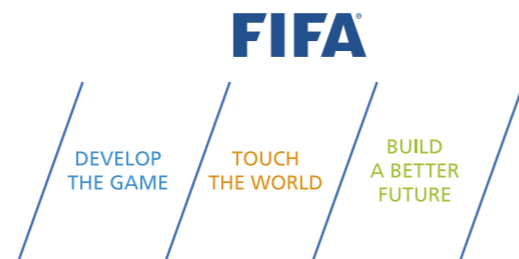 FIFA®
DEVELOP
THE GAME
TOUCH
THE WORLD
BUILD
A BETTER
FUTURE